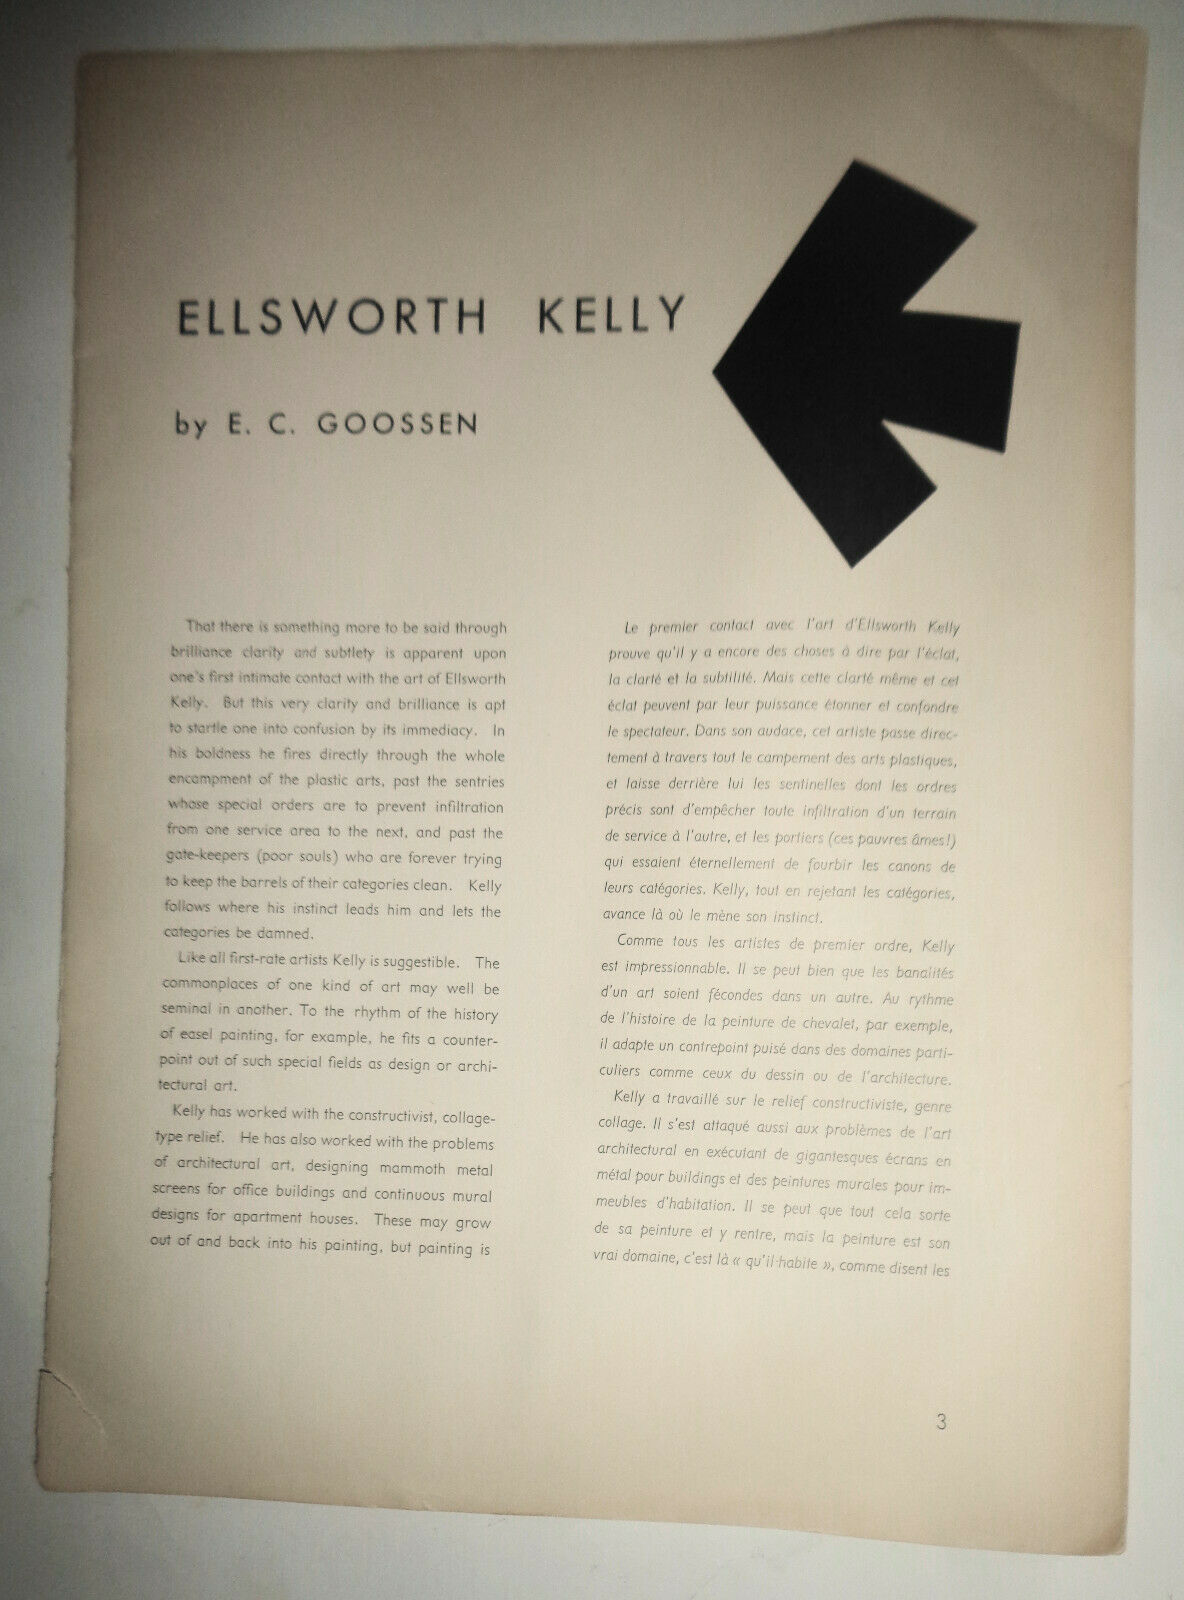 ELLSWORTH KELLY
by E. C. GOOSSEN
That there is something more to be said through
brilliance clarity and subtlety is apparent upon
one's first intimate contact with the art of Ellsworth
Kelly. But this very clarity and brilliance is apt
to startle one into confusion by its immediacy. In
his boldness he fires directly through the whole
encampment of the plastic arts, past the sentries
whose special orders are to prevent infiltration
from one service area to the next, and past the
gate-keepers (poor souls) who are forever trying
to keep the barrels of their categories clean. Kelly
follows where his instinct leads him and lets the
categories be damned.
Like all first-rate artists Kelly is suggestible. The
commonplaces of one kind of art may well be
seminal in another. To the rhythm of the history
of easel painting, for example, he fits a counter-
point out of such special fields as design or archi-
tectural art.
Kelly has worked with the constructivist, collage-
type relief. He has also worked with the problems
of architectural art, designing mammoth metal
screens for office buildings and continuous mural
designs for apartment houses. These may grow
out of and back into his painting, but painting is
Le premier contact avec l'art d'Ellsworth Kelly
prouve qu'il y a encore des choses à dire par l'éclat,
la clarté et la subtilité. Mais cette clarté même et cet
éclat peuvent par leur puissance étonner et confondre
le spectateur. Dans son audace, cet artiste passe direc-
tement à travers tout le campement des arts plastiques,
et laisse derrière lui les sentinelles dont les ordres
précis sont d'empêcher toute infiltration d'un terrain
de service à l'autre, et les portiers (ces pauvres âmes!)
qui essaient éternellement de fourbir les canons de
leurs catégories. Kelly, tout en rejetant les catégories,
avance là où le mène son instinct.
Comme tous les artistes de premier ordre, Kelly
est impressionnable. Il se peut bien que les banalités
d'un art soient fécondes dans un autre. Au rythme
de l'histoire de la peinture de chevalet, par exemple,
il adapte un contrepoint puisé dans des domaines parti-
culiers comme ceux du dessin ou de l'architecture.
Kelly a travaillé sur le relief constructiviste, genre
collage. Il s'est attaqué aussi aux problèmes de l'art
architectural en exécutant de gigantesques écrans en
métal pour buildings et des peintures murales pour im-
meubles d'habitation. Il se peut que tout cela sorte
de sa peinture et y rentre, mais la peinture est son
vrai domaine, c'est là « qu'il habite », comme disent les
3